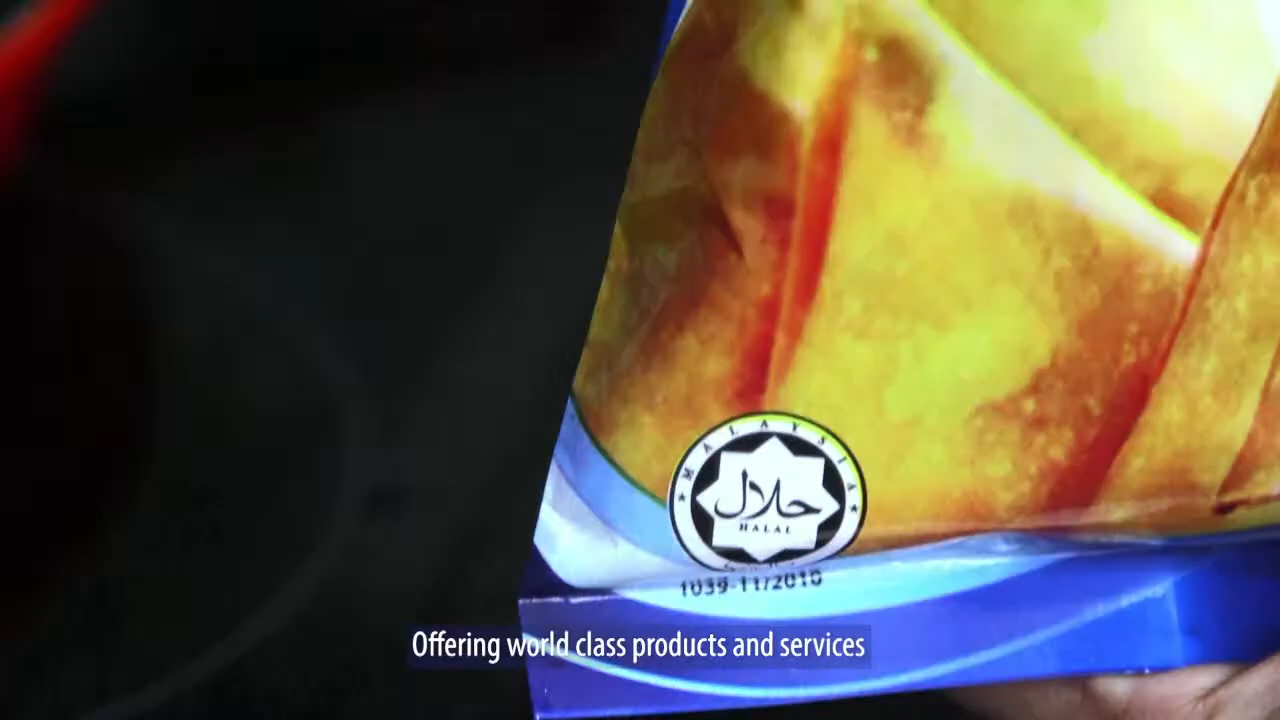 MALAYSIA
حلال
HALAL
1039-11/2010
Offering world class products and services